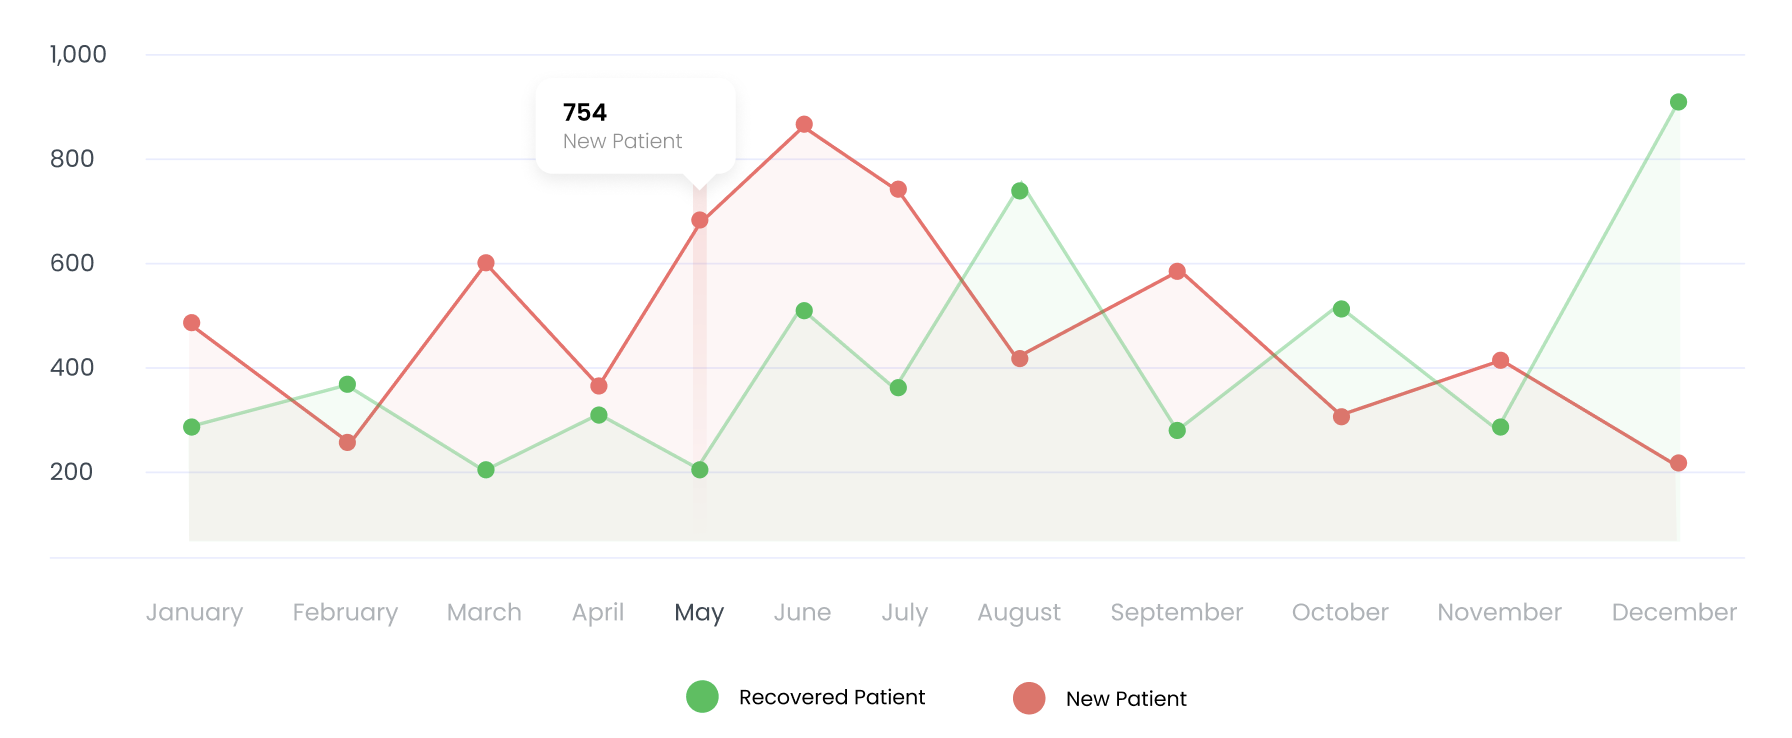 1,000
754
New Patient
800
600
400
200
January February March April May June July August September October November December
Recovered Patient New Patient